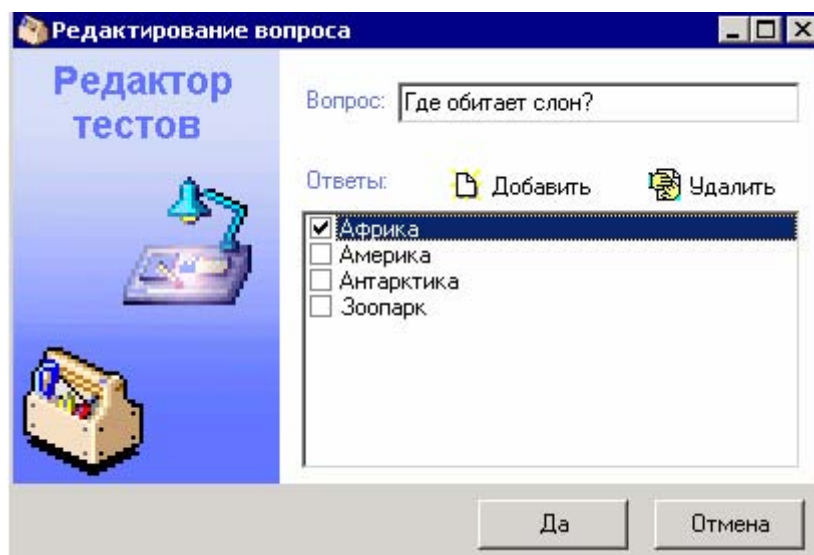 Редактирование вопроса
Редактор
тестов
Вопрос: Где обитает слон?
Ответы: Добавить Удалить
Африка
Америка
Антарктика
Зоопарк
Да Отмена